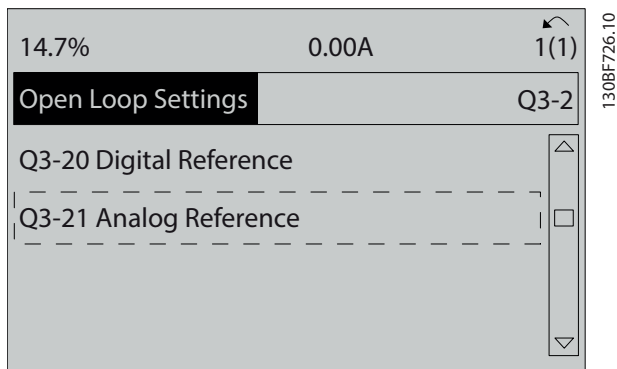 14.7% 0.00A 1(1)
Open Loop Settings Q3-2
Q3-20 Digital Reference
Q3-21 Analog Reference
130BF726.10